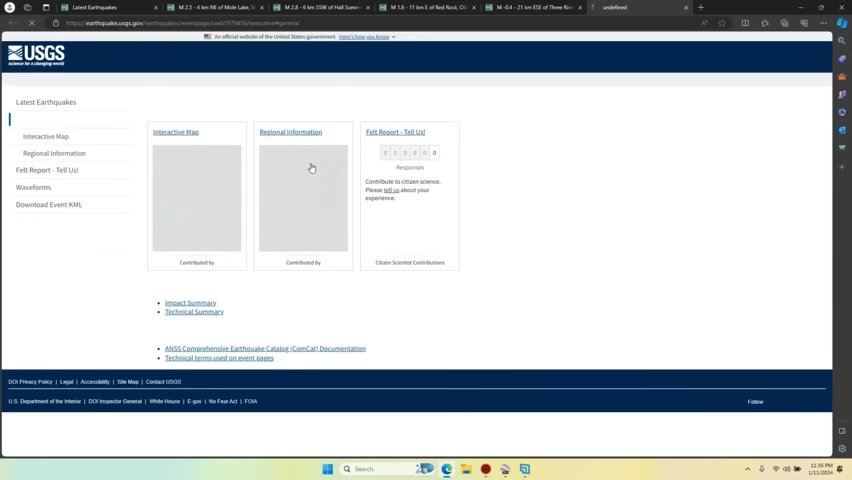 Latest Earthquakes
M 2.5 - 4 km NE of Mole Lake, W
M 2.8 - 6 km SSW of Hall Summi
M 1.6 - 11 km E of Red Rock, O
M -0.4 - 21 km ESE of Three Riv
undefined
https://earthquake.usgs.gov/earthquakes/eventpage/uw61979456/executive#general
An official website of the United States government Here's how you know
USGS
science for a changing world
Latest Earthquakes
Interactive Map
Regional Information
Felt Report - Tell Us!
Waveforms
Download Event KML
Interactive Map
Contributed by
Regional Information
Contributed by
Felt Report - Tell Us!
0 0 0 0 0 0
Responses
Contribute to citizen science.
Please tell us about your
experience.
Citizen Scientist Contributions
Impact Summary
Technical Summary
ANSS Comprehensive Earthquake Catalog (ComCat) Documentation
Technical terms used on event pages
DOI Privacy Policy | Legal | Accessibility | Site Map | Contact USGS
U.S. Department of the Interior | DOI Inspector General | White House | E-gov | No Fear Act | FOIA
Follow
Search
11:35 PM
1/11/2024